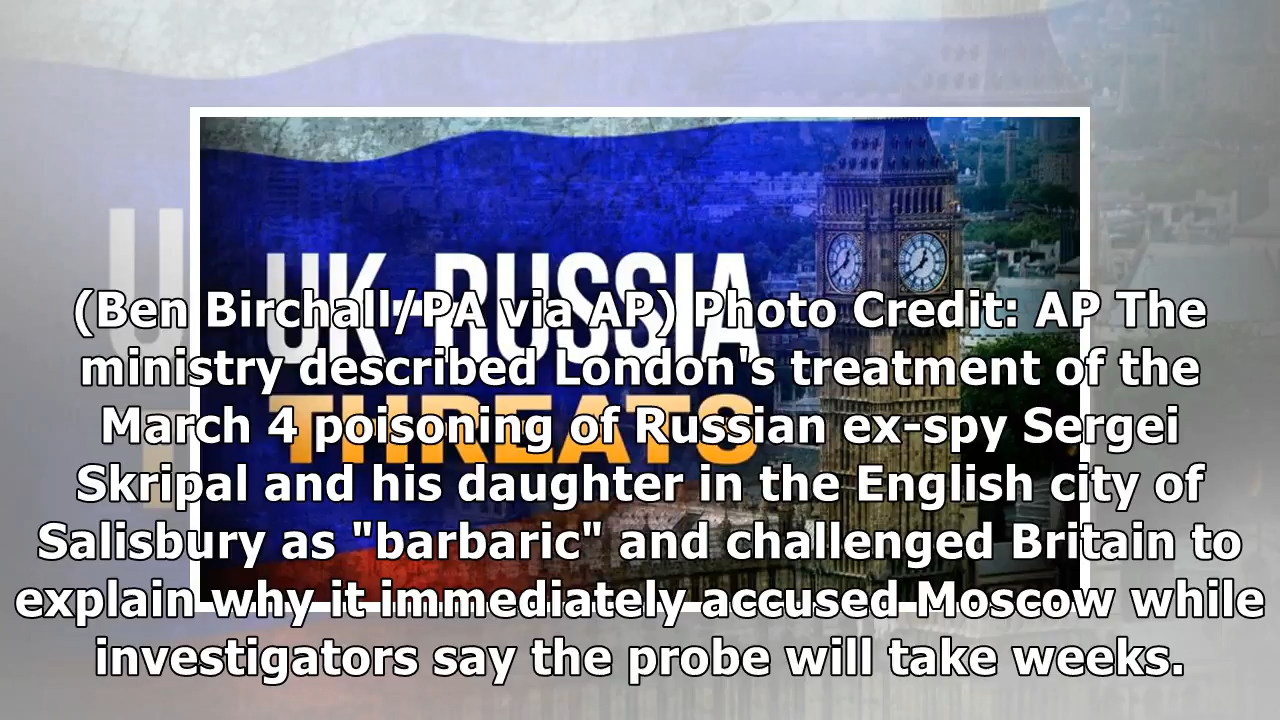 UK-RUSSIA
THREATS
(Ben Birchall/PA via AP) Photo Credit: AP The
ministry described London's treatment of the
March 4 poisoning of Russian ex-spy Sergei
Skripal and his daughter in the English city of
Salisbury as "barbaric" and challenged Britain to
explain why it immediately accused Moscow while
investigators say the probe will take weeks.